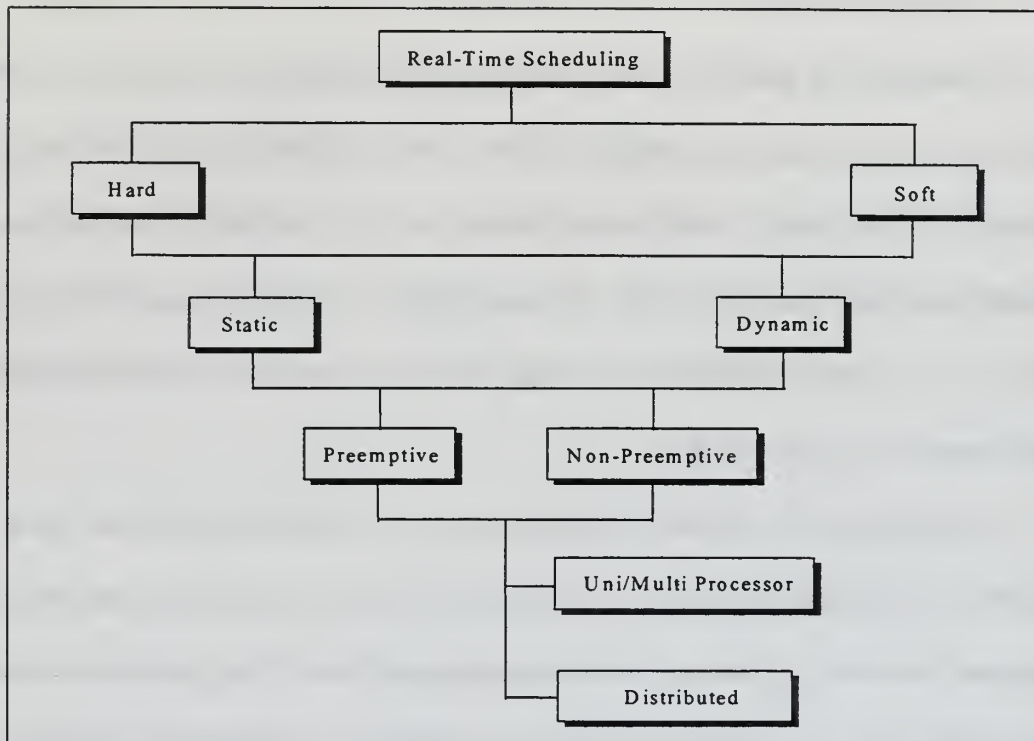 Real-Time Scheduling
Hard
Soft
Static
Dynamic
Preemptive
Non-Preemptive
Uni/Multi Processor
Distributed